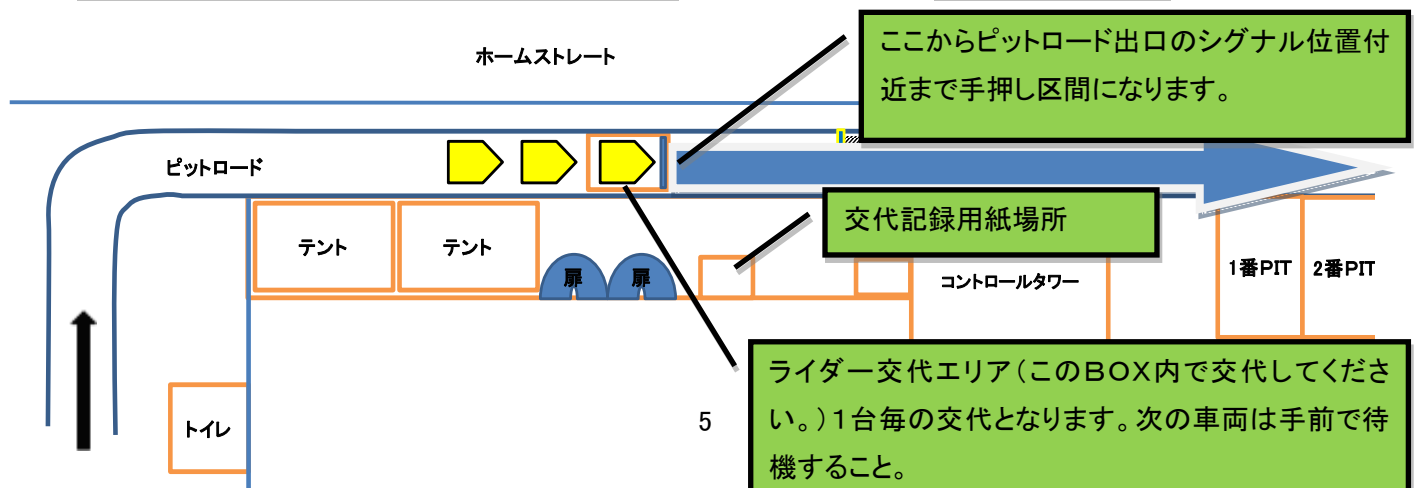 ここからピットロード出口のシグナル位置付
近まで手押し区間になります。
ホームストレート
ピットロード
交代記録用紙場所
テント
テント
扉
扉
コントロールタワー
1番PIT
2番PIT
ライダー交代エリア(このBOX内で交代してくださ
い。)1台毎の交代となります。次の車両は手前で待
機すること。
トイレ
5